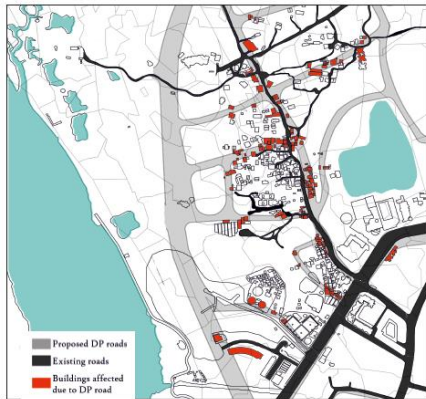 Proposed DP roads
Existing roads
Buildings affected
due to DP road